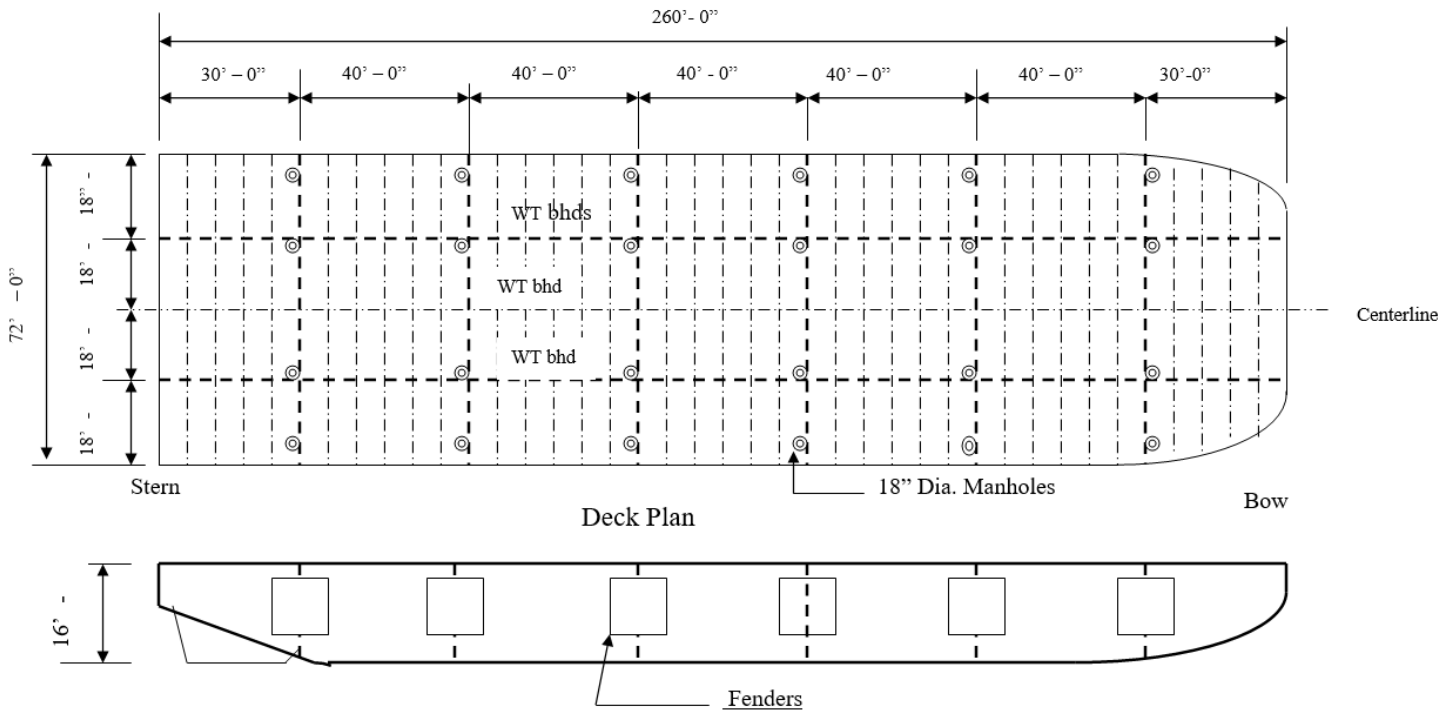 260’- 0”
30’ – 0” 40’ – 0” 40’ – 0” 40’ - 0” 40’ – 0” 40’ – 0” 30’-0”
18”’ -
18’ -
18’ -
18’ -
72’ – 0”
WT bhds
WT bhd
WT bhd
Centerline
Stern
18” Dia. Manholes
Bow
Deck Plan
16’ -
Fenders